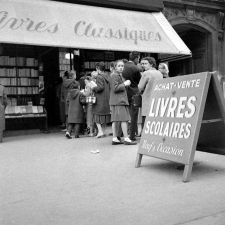 Livres Classiques
ACHAT-VENTE
LIVRES
SCOLAIRES
Neufs Occasion